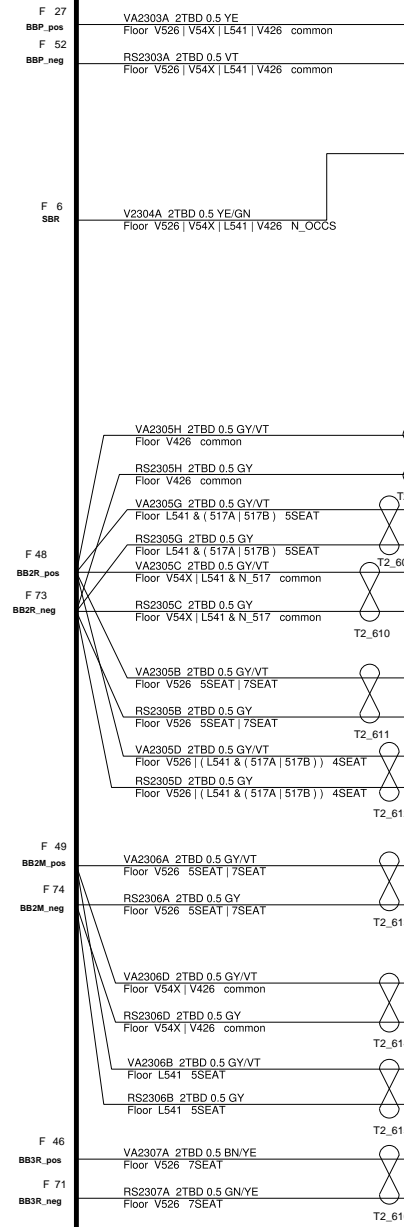 F 27
BBP_pos
VA2303A 2TBD 0.5 YE
Floor V526 | V54X | L541 | V426 common
F 52
BBP_neg
RS2303A 2TBD 0.5 VT
Floor V526 | V54X | L541 | V426 common
F 6
SBR
V2304A 2TBD 0.5 YE/GN
Floor V526 | V54X | L541 | V426 N_OCCS
VA2305H 2TBD 0.5 GY/VT
Floor V426 common
RS2305H 2TBD 0.5 GY
Floor V426 common
VA2305G 2TBD 0.5 GY/VT
Floor L541 & ( 517A | 517B ) 5SEAT
RS2305G 2TBD 0.5 GY
Floor L541 & ( 517A | 517B ) 5SEAT
F 48
BB2R_pos
VA2305C 2TBD 0.5 GY/VT
Floor V54X | L541 & N_517 common
F 73
BB2R_neg
RS2305C 2TBD 0.5 GY
Floor V54X | L541 & N_517 common
T2_610
VA2305B 2TBD 0.5 GY/VT
Floor V526 5SEAT | 7SEAT
RS2305B 2TBD 0.5 GY
Floor V526 5SEAT | 7SEAT
T2_611
VA2305D 2TBD 0.5 GY/VT
Floor V526 | ( L541 & ( 517A | 517B ) ) 4SEAT
RS2305D 2TBD 0.5 GY
Floor V526 | ( L541 & ( 517A | 517B ) ) 4SEAT
F 49
BB2M_pos
VA2306A 2TBD 0.5 GY/VT
Floor V526 5SEAT | 7SEAT
F 74
BB2M_neg
RS2306A 2TBD 0.5 GY
Floor V526 5SEAT | 7SEAT
VA2306D 2TBD 0.5 GY/VT
Floor V54X | V426 common
RS2306D 2TBD 0.5 GY
Floor V54X | V426 common
VA2306B 2TBD 0.5 GY/VT
Floor L541 5SEAT
RS2306B 2TBD 0.5 GY
Floor L541 5SEAT
F 46
BB3R_pos
VA2307A 2TBD 0.5 BN/YE
Floor V526 7SEAT
F 71
BB3R_neg
RS2307A 2TBD 0.5 GN/YE
Floor V526 7SEAT